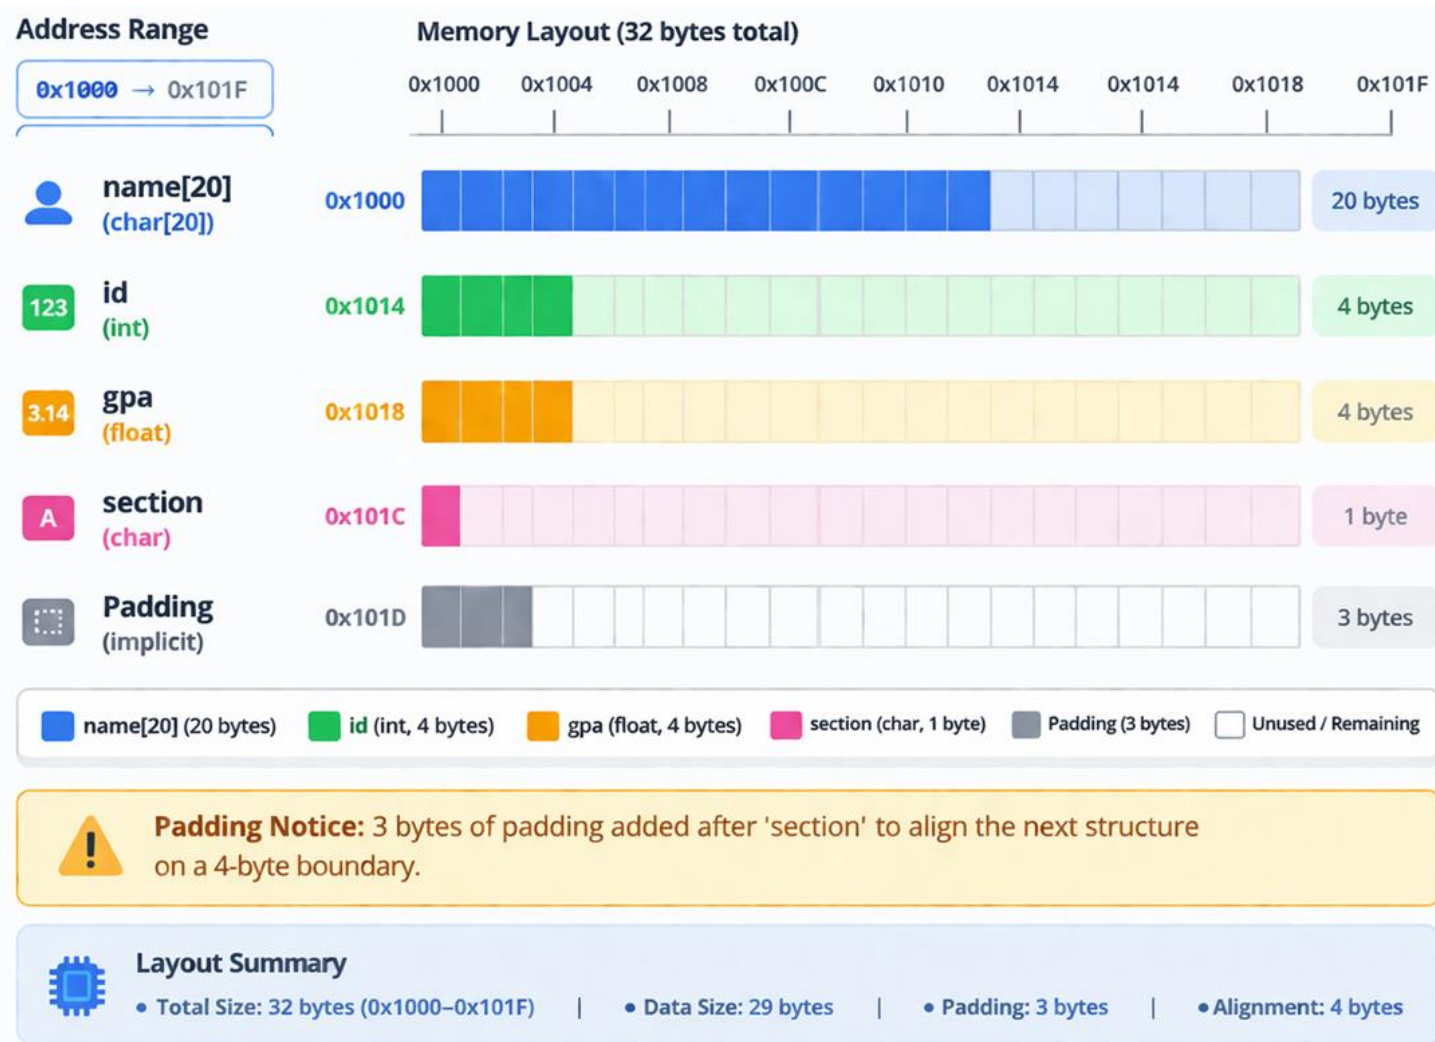 Address Range
Memory Layout (32 bytes total)
0x1000 → 0x101F
0x1000 0x1004 0x1008 0x100C 0x1010 0x1014 0x1014 0x1018 0x101F
name[20]
(char[20])
0x1000
20 bytes
123
id
(int)
0x1014
4 bytes
3.14
gpa
(float)
0x1018
4 bytes
A
section
(char)
0x101C
1 byte
Padding
(implicit)
0x101D
3 bytes
name[20] (20 bytes) id (int, 4 bytes) gpa (float, 4 bytes) section (char, 1 byte) Padding (3 bytes) Unused / Remaining
Padding Notice: 3 bytes of padding added after 'section' to align the next structure
on a 4-byte boundary.
Layout Summary
• Total Size: 32 bytes (0x1000–0x101F) | • Data Size: 29 bytes | • Padding: 3 bytes | • Alignment: 4 bytes